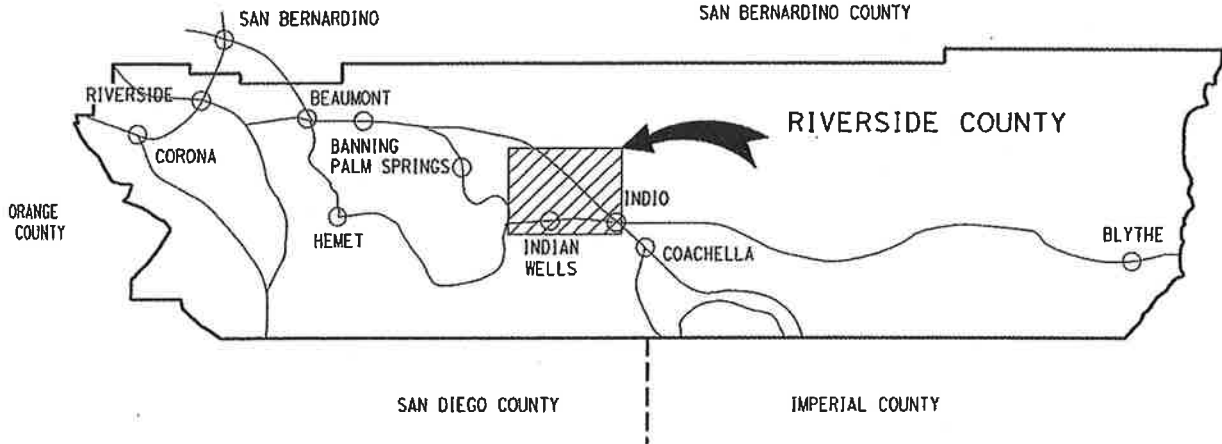 SAN BERNARDINO
SAN BERNARDINO COUNTY
RIVERSIDE
BEAUMONT
RIVERSIDE COUNTY
CORONA
BANNING
PALM SPRINGS
INDIO
ORANGE
COUNTY
HEMET
INDIAN
WELLS
COACHELLA
BLYTHE
SAN DIEGO COUNTY
IMPERIAL COUNTY